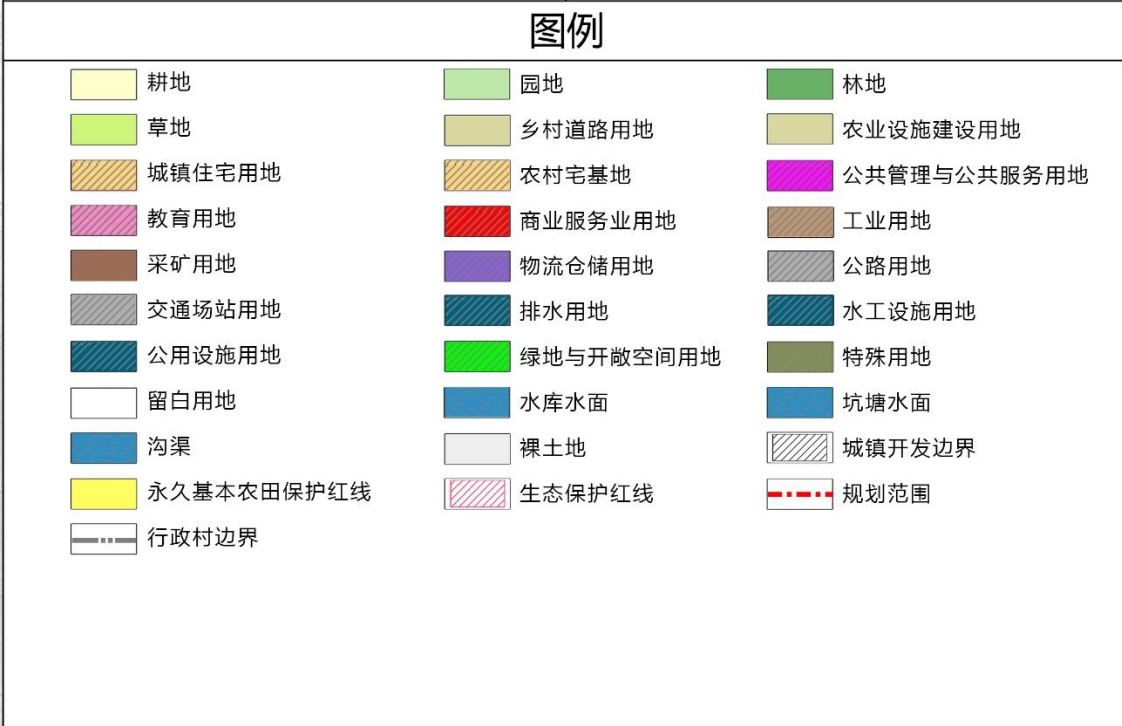 图例
耕地
园地
林地
草地
乡村道路用地
农业设施建设用地
城镇住宅用地
农村宅基地
公共管理与公共服务用地
教育用地
商业服务业用地
工业用地
采矿用地
物流仓储用地
公路用地
交通场站用地
排水用地
水工设施用地
公用设施用地
绿地与开敞空间用地
特殊用地
留白用地
水库水面
坑塘水面
沟渠
裸土地
城镇开发边界
永久基本农田保护红线
生态保护红线
规划范围
行政村边界